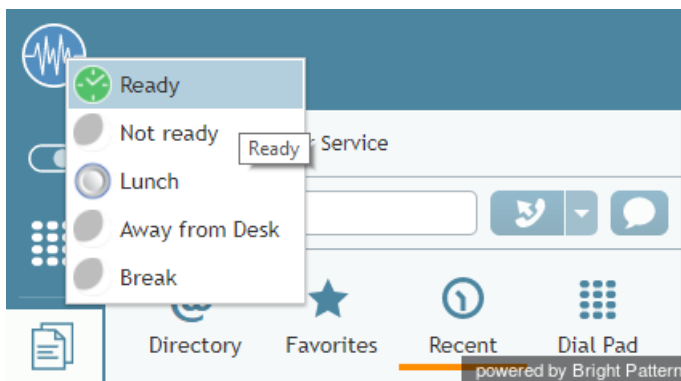 Ready
Not ready
Ready
Service
Lunch
Away from Desk
Break
Directory
Favorites
Recent
Dial Pad
powered by Bright Pattern